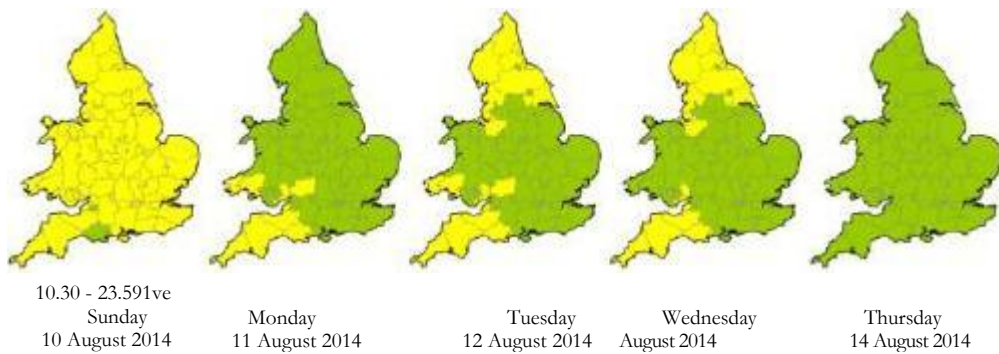 10.30 - 23.591ve
Sunday
10 August 2014
Monday
11 August 2014
Tuesday
12 August 2014
Wednesday
August 2014
Thursday
14 August 2014